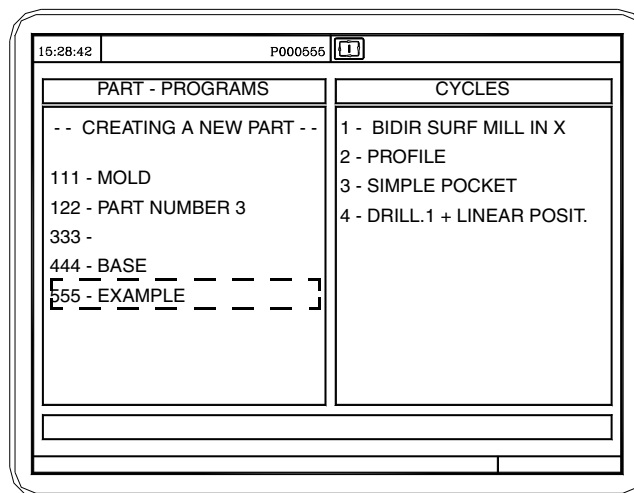 15:28:42 P000555
PART - PROGRAMS
- - CREATING A NEW PART - -
111 - MOLD
122 - PART NUMBER 3
333 -
444 - BASE
555 - EXAMPLE
CYCLES
1 - BIDIR SURF MILL IN X
2 - PROFILE
3 - SIMPLE POCKET
4 - DRILL.1 + LINEAR POSIT.